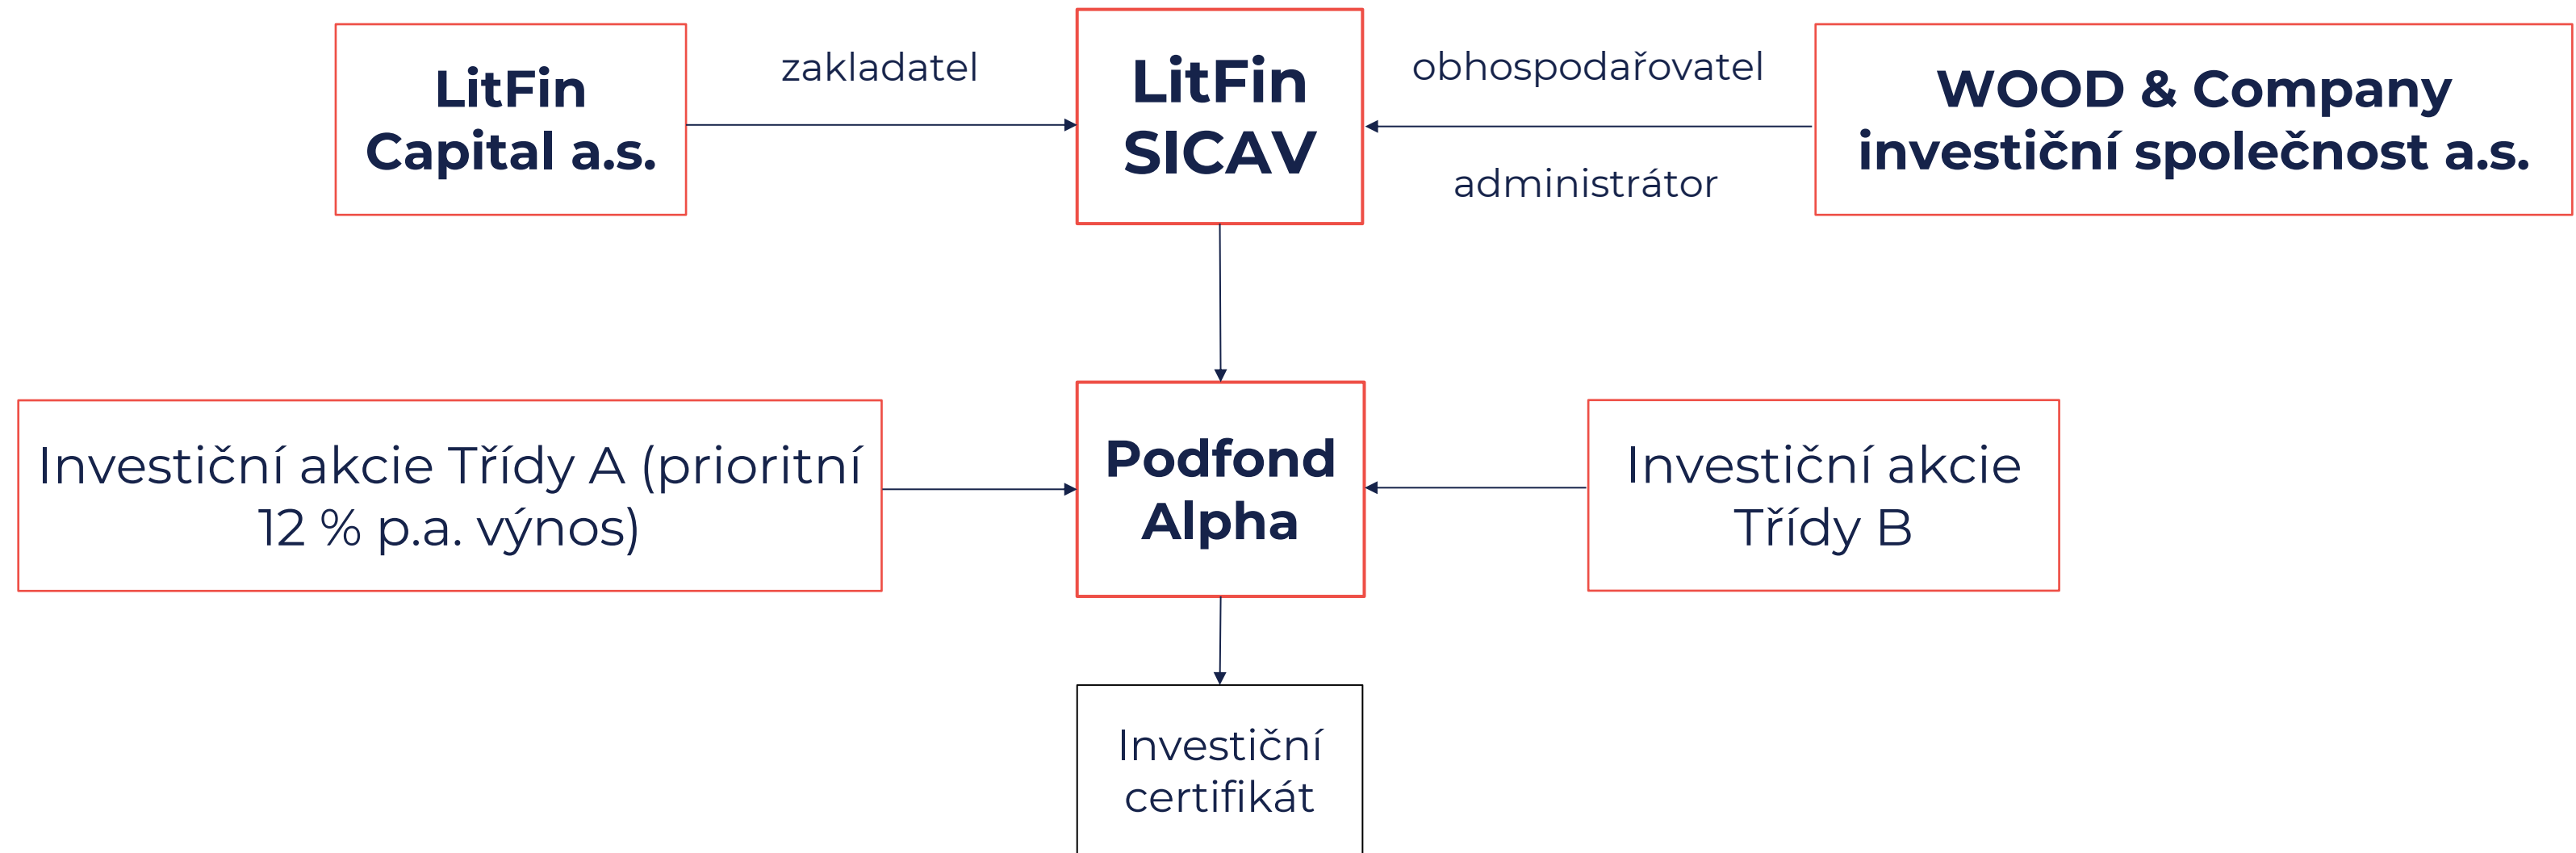 LitFin
Capital a.s.
zakladatel
LitFin
SICAV
obhospodařovatel
administrátor
WOOD & Company
investiční společnost a.s.
Investiční akcie Třídy A (prioritní
12 % p.a. výnos)
Podfond
Alpha
Investiční akcie
Třídy B
Investiční
certifikát